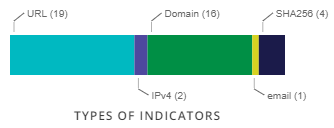 URL (19)
Domain (16)
SHA256 (4)
IPv4 (2)
email (1)
TYPES OF INDICATORS